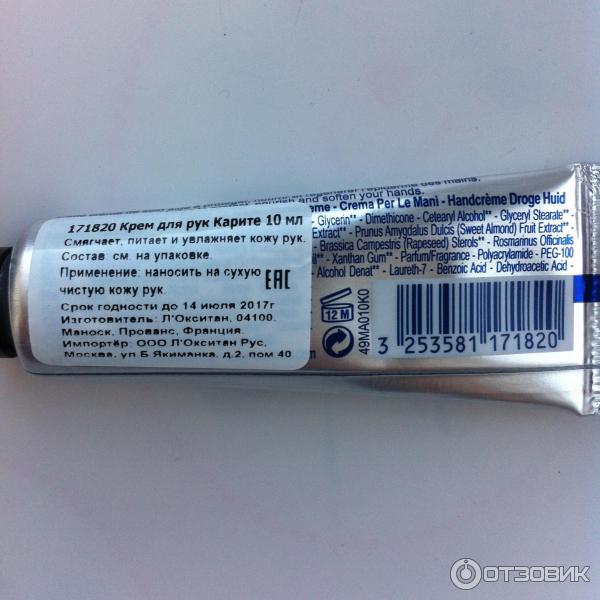 régénérer rapidement des mains.
and soften your hands.
- Crema Per Le Mani - Handcrème Droge Huid
Glycerin** - Dimethicone - Cetearyl Alcohol** - Glyceryl Stearate**
Extract** - Prunus Amygdalus Dulcis (Sweet Almond) Fruit Extract**
Brassica Campestris (Rapeseed) Sterols** - Rosmarinus Officinalis
- Xanthan Gum** - Parfum/Fragrance - Polyacrylamide - PEG-100
Alcohol Denat** - Laureth-7 - Benzoic Acid - Dehydroacetic Acid -
171820 Крем для рук Карите 10 мл
Смягчает, питает и увлажняет кожу рук.
Состав: см. на упаковке.
Применение: наносить на сухую
чистую кожу рук.
EAC
Срок годности до 14 июля 2017г
Изготовитель: Л'Окситан, 04100.
Маноск. Прованс, Франция.
Импортёр: ООО Л'Окситан Рус,
Москва, ул Б Якиманка, д.2, пом 40
12 M
49MA010K0
3 253581 171820
ОТЗОВИК